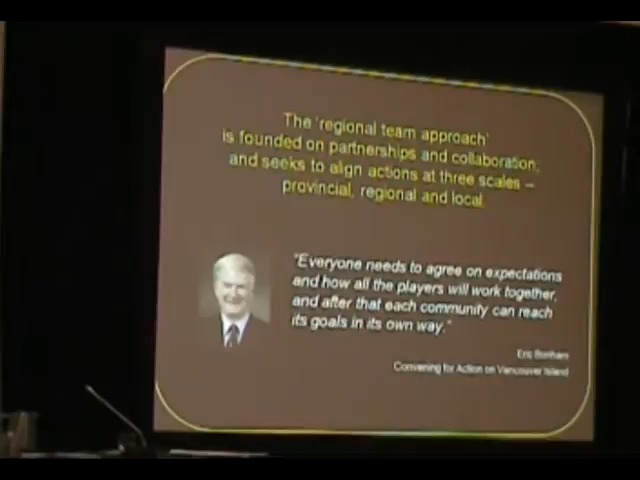 The 'regional team approach'
is founded on partnerships and collaboration;
and seeks to align actions at three scales –
provincial, regional and local.
"Everyone needs to agree on expectations
and how all the players will work together,
and after that each community can reach
its goals in its own way."
Eric Bonham
Convening for Action on Vancouver Island